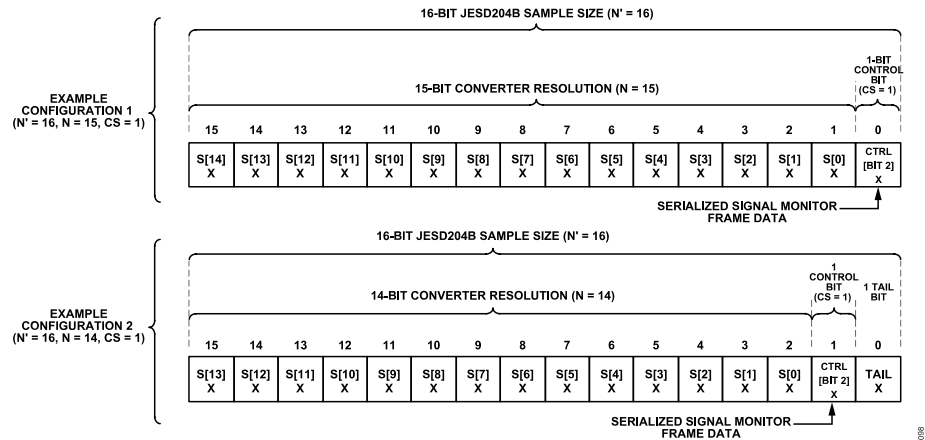 16-BIT JESD204B SAMPLE SIZE (N' = 16)
1-BIT
CONTROL
BIT
(CS = 1)
15-BIT CONVERTER RESOLUTION (N = 15)
EXAMPLE
CONFIGURATION 1
(N' = 16, N = 15, CS = 1)
15 14 13 12 11 10 9 8 7 6 5 4 3 2 1 0
S[14] S[13] S[12] S[11] S[10] S[9] S[8] S[7] S[6] S[5] S[4] S[3] S[2] S[1] S[0] CTRL
[BIT 2]
X X X X X X X X X X X X X X X X
SERIALIZED SIGNAL MONITOR
FRAME DATA
16-BIT JESD204B SAMPLE SIZE (N' = 16)
1
CONTROL
BIT
(CS = 1)
1 TAIL
BIT
14-BIT CONVERTER RESOLUTION (N = 14)
EXAMPLE
CONFIGURATION 2
(N' = 16, N = 14, CS = 1)
15 14 13 12 11 10 9 8 7 6 5 4 3 2 1 0
S[13] S[12] S[11] S[10] S[9] S[8] S[7] S[6] S[5] S[4] S[3] S[2] S[1] S[0] CTRL TAIL
[BIT 2]
X X X X X X X X X X X X X X X X
SERIALIZED SIGNAL MONITOR
FRAME DATA
098